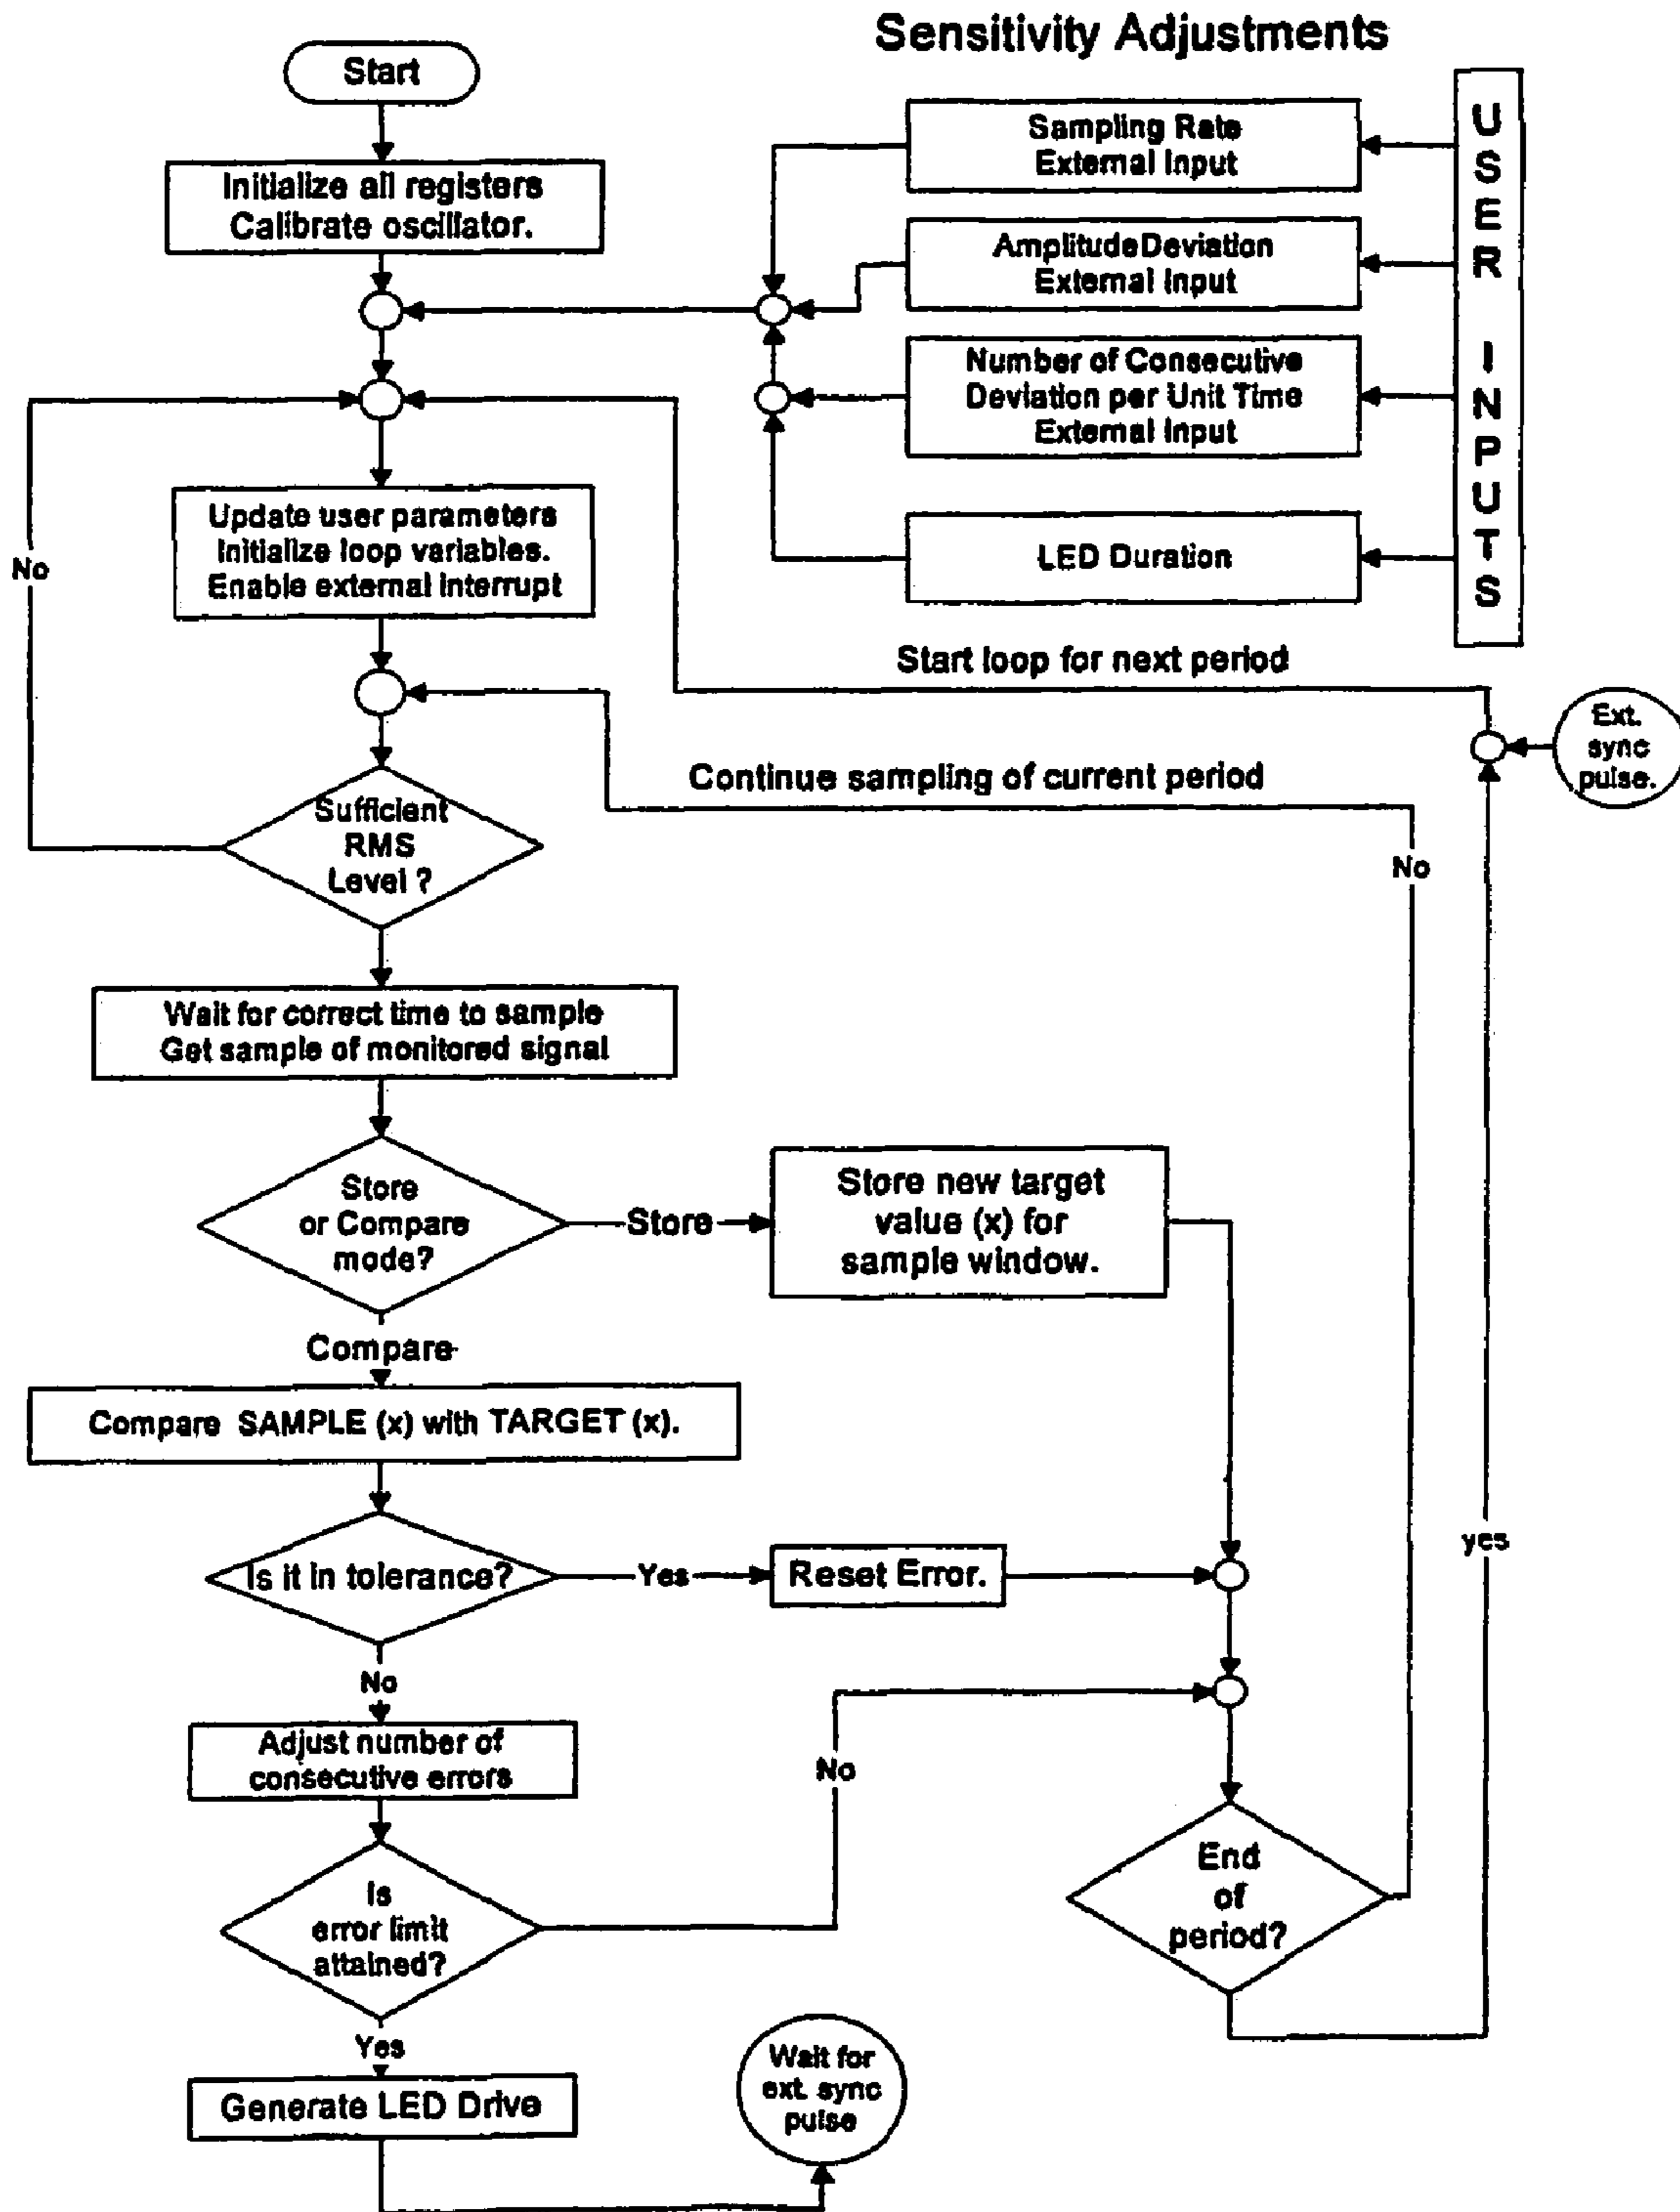 Sensitivity Adjustments
Start
Initialize all registers
Calibrate oscillator.
Sampling Rate
External Input
Amplitude Deviation
External Input
Number of Consecutive
Deviation per Unit Time
External Input
LED Duration
USER INPUTS
Update user parameters
Initialize loop variables.
Enable external interrupt
No
Start loop for next period
Ext.
sync
pulse.
Continue sampling of current period
No
Sufficient
RMS
Level ?
Wait for correct time to sample
Get sample of monitored signal
Store
or Compare
mode?
Store
Store new target
value (x) for
sample window.
Compare
Compare SAMPLE (x) with TARGET (x).
Is it in tolerance?
Yes
Reset Error.
yes
No
Adjust number of
consecutive errors
No
Is
error limit
attained?
End
of
period?
Yes
Generate LED Drive
Wait for
ext. sync
pulse